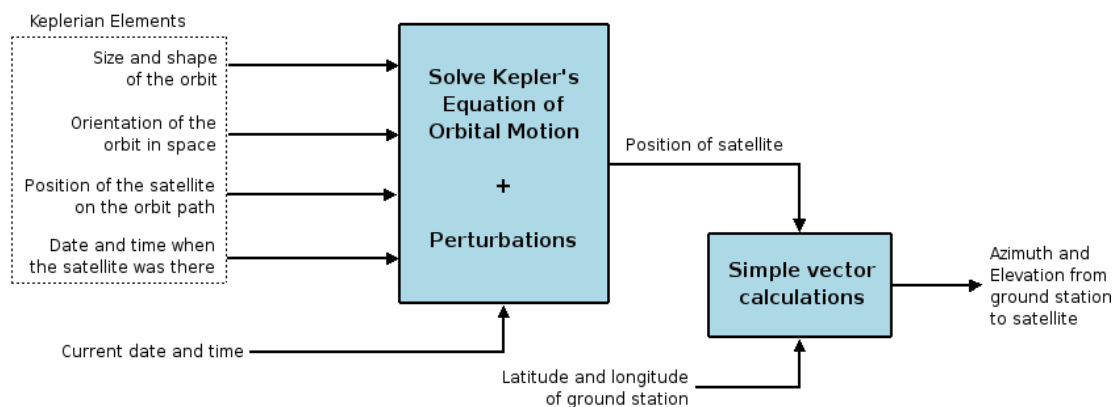 Keplerian Elements
Size and shape
of the orbit
Orientation of the
orbit in space
Position of the satellite
on the orbit path
Date and time when
the satellite was there
Solve Kepler's
Equation of
Orbital Motion
+
Perturbations
Current date and time
Position of satellite
Simple vector
calculations
Latitude and longitude
of ground station
Azimuth and
Elevation from
ground station
to satellite